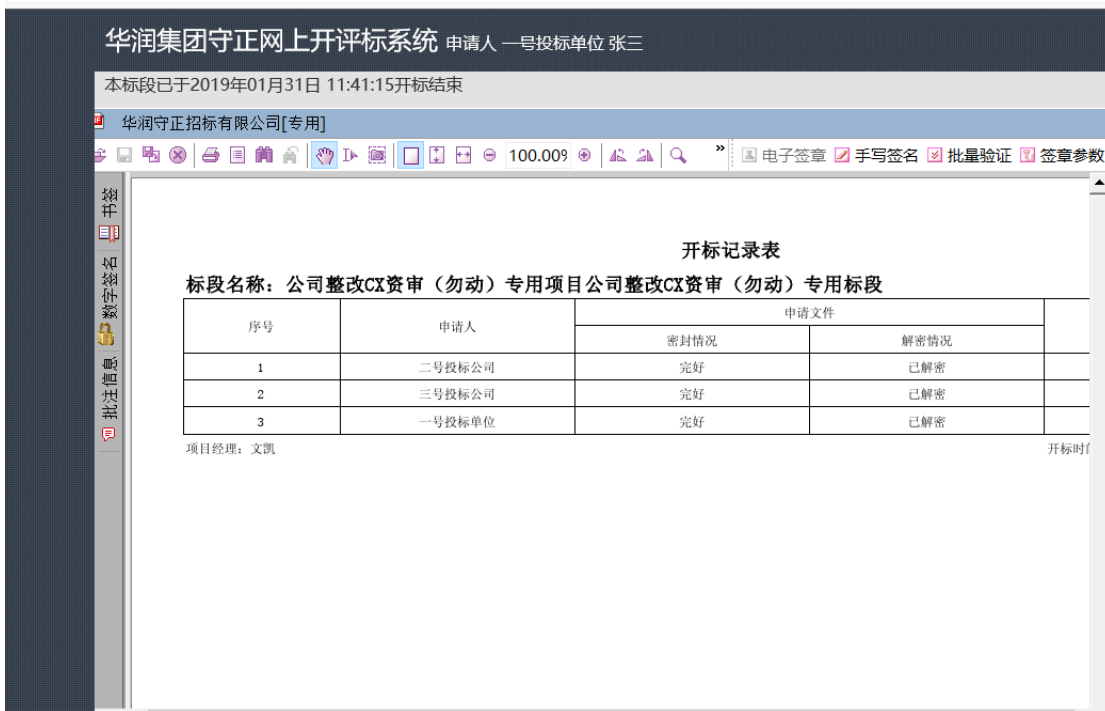 华润集团守正网上开评标系统 申请人 一号投标单位 张三
本标段已于2019年01月31日 11:41:15开标结束
华润守正招标有限公司[专用]
100.00% » 电子签章 手写签名 批量验证 签章参数
书签
数字签名
批注信息
开标记录表
标段名称：公司整改CX资审（勿动）专用项目公司整改CX资审（勿动）专用标段
序号 申请人 申请文件
密封情况 解密情况
1 二号投标公司 完好 已解密
2 三号投标公司 完好 已解密
3 一号投标单位 完好 已解密
项目经理：文凯 开标时